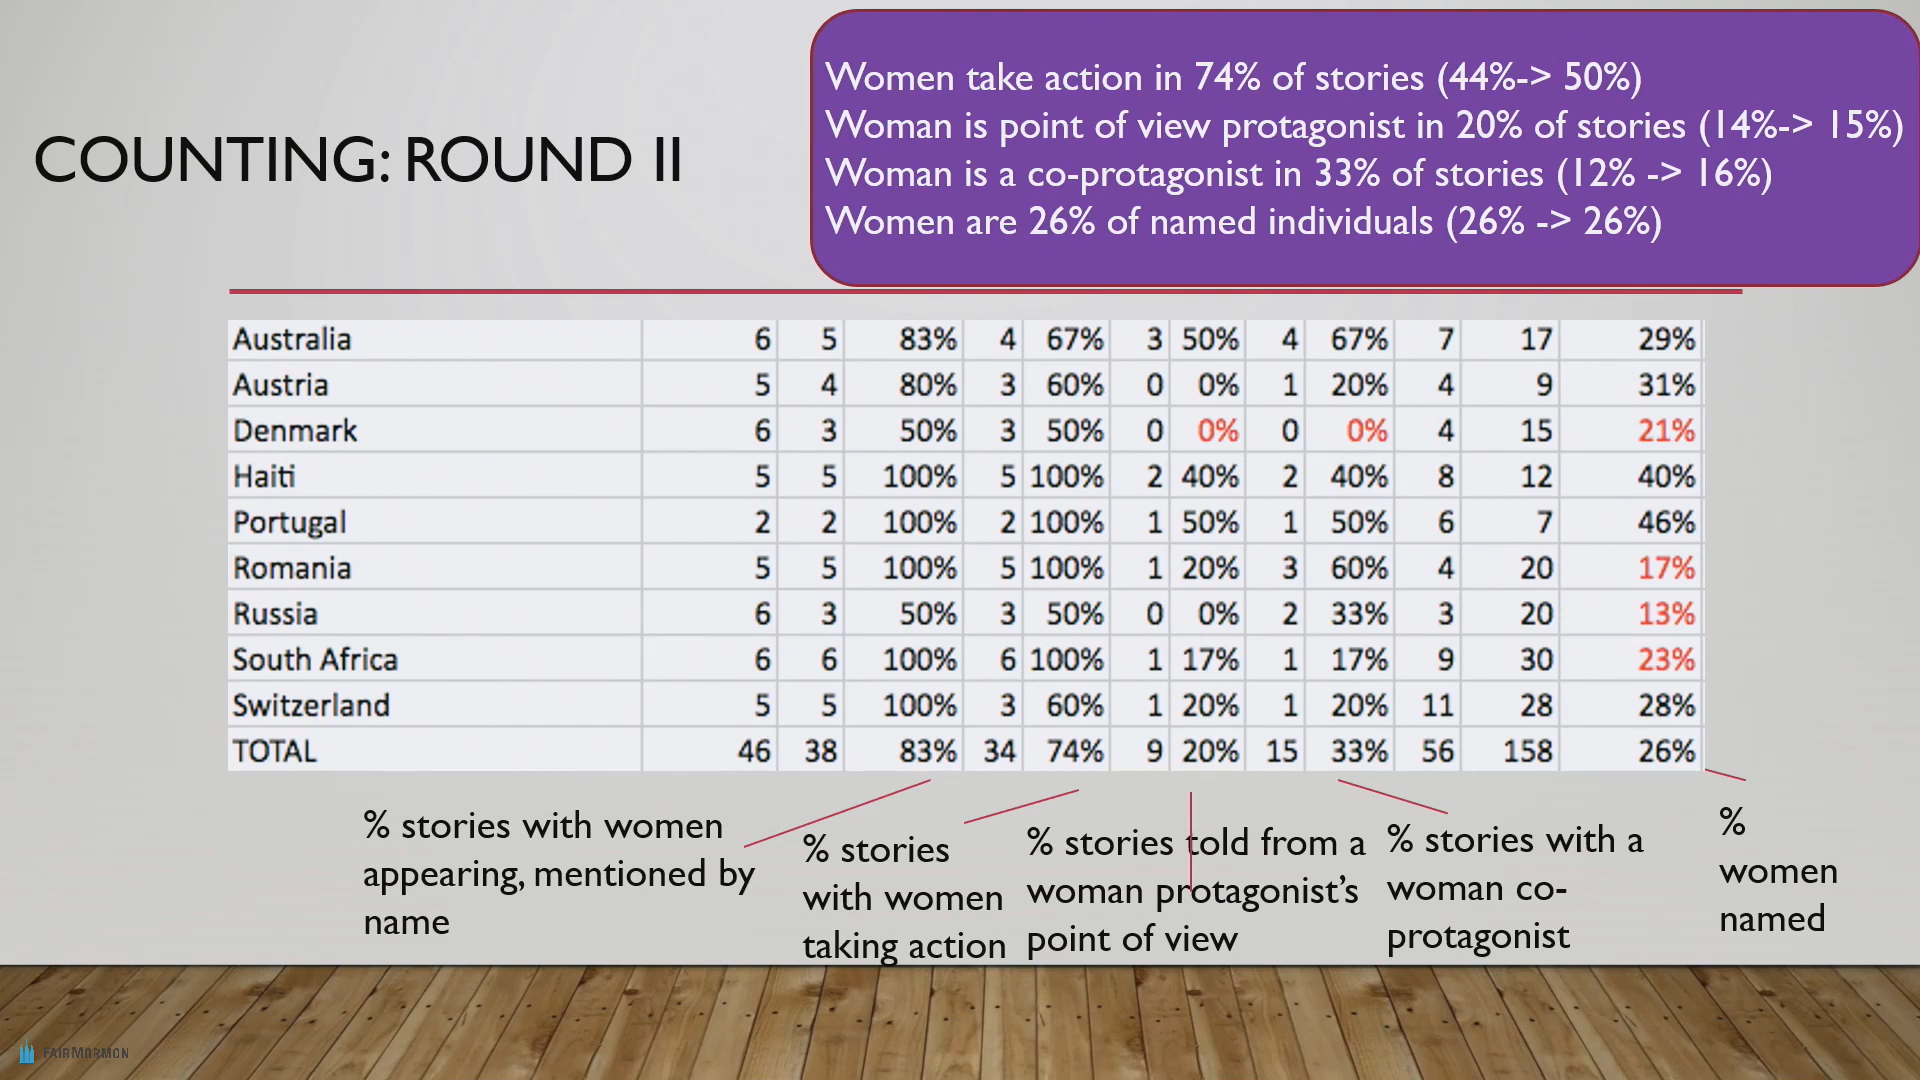 COUNTING: ROUND II
Women take action in 74% of stories (44%-> 50%)
Woman is point of view protagonist in 20% of stories (14%-> 15%)
Woman is a co-protagonist in 33% of stories (12% -> 16%)
Women are 26% of named individuals (26% -> 26%)
Australia 6 5 83% 4 67% 3 50% 4 67% 7 17 29%
Austria 5 4 80% 3 60% 0 0% 1 20% 4 9 31%
Denmark 6 3 50% 3 50% 0 0% 0 0% 4 15 21%
Haiti 5 5 100% 5 100% 2 40% 2 40% 8 12 40%
Portugal 2 2 100% 2 100% 1 50% 1 50% 6 7 46%
Romania 5 5 100% 5 100% 1 20% 3 60% 4 20 17%
Russia 6 3 50% 3 50% 0 0% 2 33% 3 20 13%
South Africa 6 6 100% 6 100% 1 17% 1 17% 9 30 23%
Switzerland 5 5 100% 3 60% 1 20% 1 20% 11 28 28%
TOTAL 46 38 83% 34 74% 9 20% 15 33% 56 158 26%
% stories with women
appearing, mentioned by
name
% stories
with women
taking action
% stories told from a
woman protagonist’s
point of view
% stories with a
woman co-
protagonist
%
women
named
FAIRMORMON